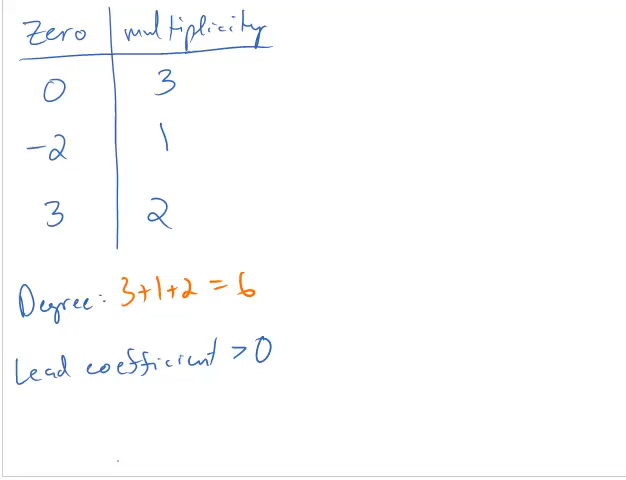 Zero multiplicity
0 3
-2 1
3 2
Degree: 3+1+2 = 6
Lead coefficient > 0